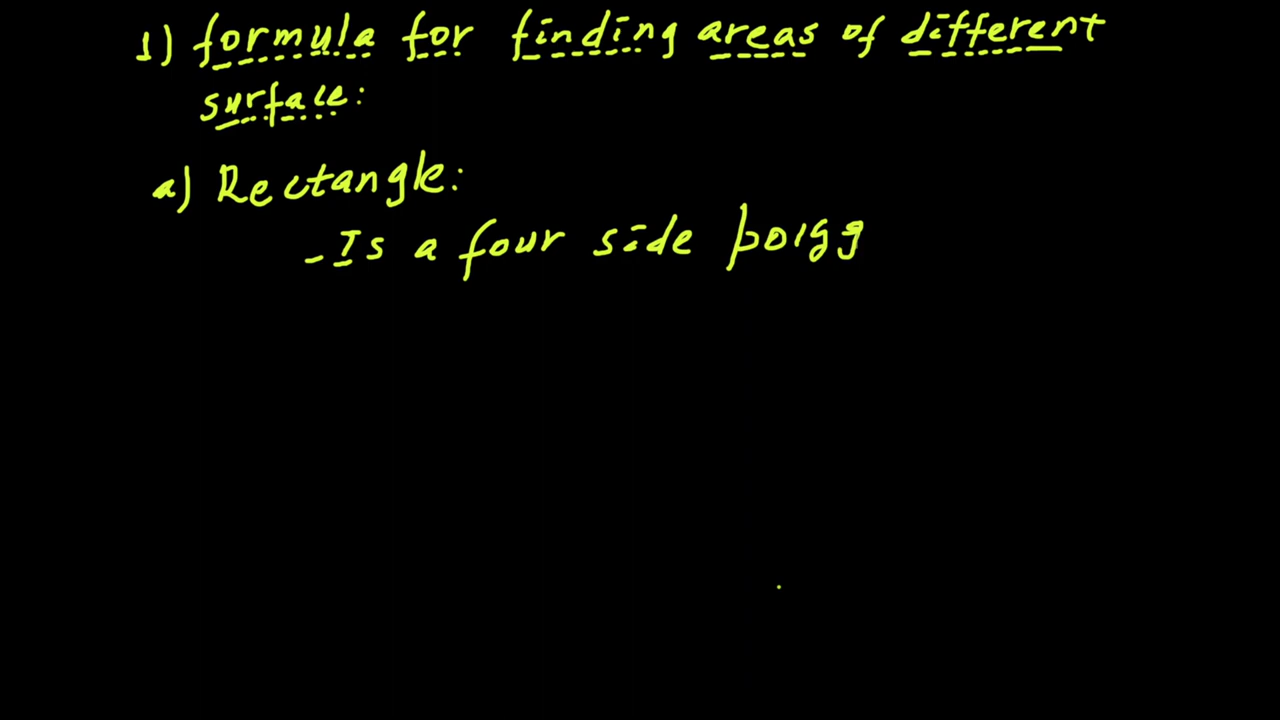 1) formula for finding areas of different
surface:
a) Rectangle:
- Is a four side